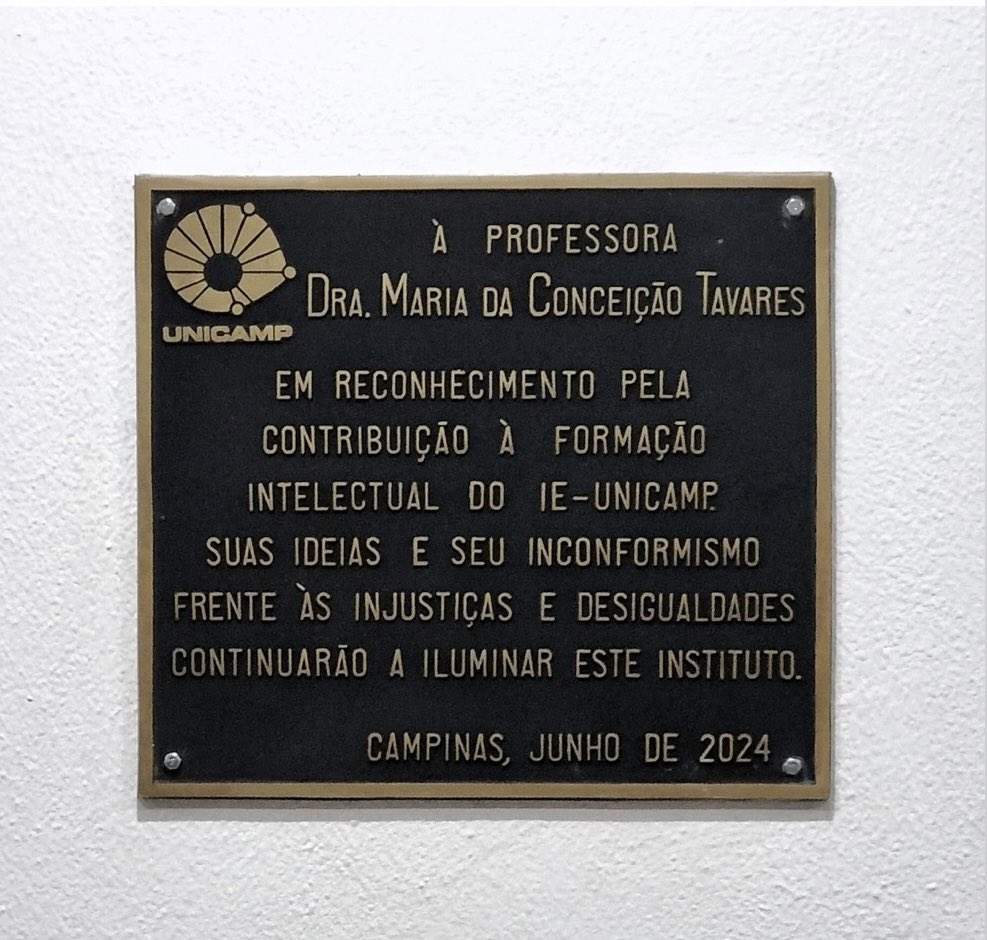 UNICAMP
À PROFESSORA
DRA. MARIA DA CONCEIÇÃO TAVARES
EM RECONHECIMENTO PELA
CONTRIBUIÇÃO À FORMAÇÃO
INTELECTUAL DO IE-UNICAMP.
SUAS IDEIAS E SEU INCONFORMISMO
FRENTE ÀS INJUSTIÇAS E DESIGUALDADES
CONTINUARÃO A ILUMINAR ESTE INSTITUTO.
CAMPINAS, JUNHO DE 2024